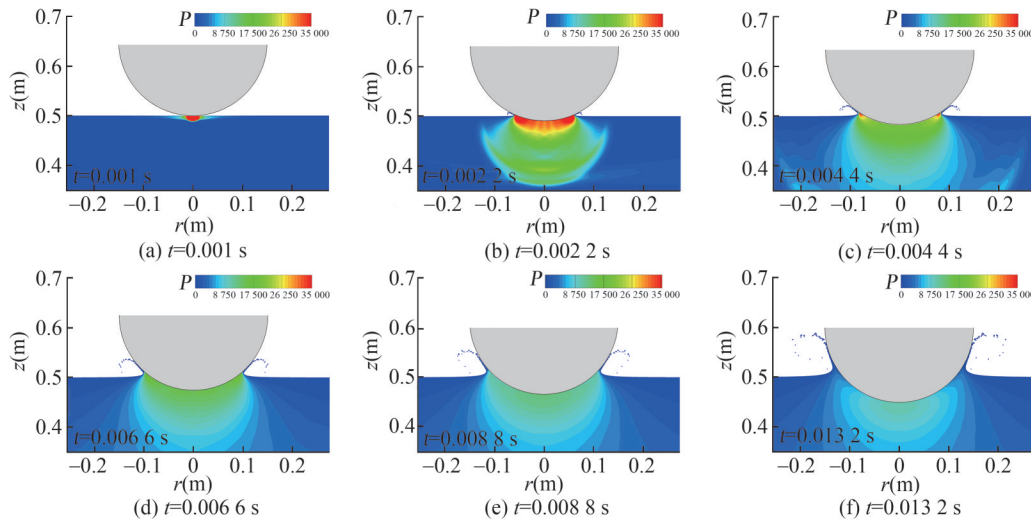 P
0 8 750 17 500 26 250 35 000
0.7
0.6
0.5
0.4
z(m)
t=0.001 s
−0.2 −0.1 0 0.1 0.2
r(m)
(a) t=0.001 s
P
0 8 750 17 500 26 250 35 000
0.7
0.6
0.5
0.4
z(m)
t=0.002 2 s
−0.2 −0.1 0 0.1 0.2
r(m)
(b) t=0.002 2 s
P
0 8 750 17 500 26 250 35 000
0.7
0.6
0.5
0.4
z(m)
t=0.004 4 s
−0.2 −0.1 0 0.1 0.2
r(m)
(c) t=0.004 4 s
P
0 8 750 17 500 26 250 35 000
0.7
0.6
0.5
0.4
z(m)
t=0.006 6 s
−0.2 −0.1 0 0.1 0.2
r(m)
(d) t=0.006 6 s
P
0 8 750 17 500 26 250 35 000
0.7
0.6
0.5
0.4
z(m)
t=0.008 8 s
−0.2 −0.1 0 0.1 0.2
r(m)
(e) t=0.008 8 s
P
0 8 750 17 500 26 250 35 000
0.7
0.6
0.5
0.4
z(m)
t=0.013 2 s
−0.2 −0.1 0 0.1 0.2
r(m)
(f) t=0.013 2 s